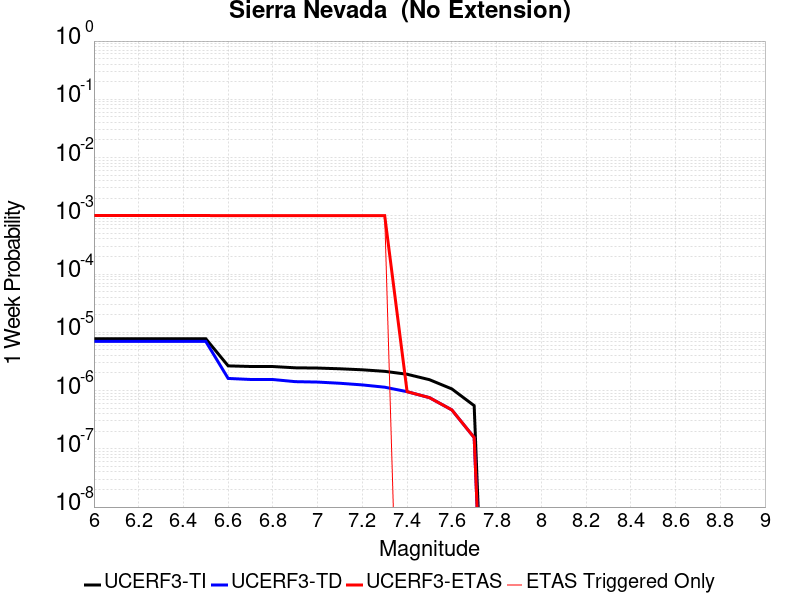 Sierra Nevada  (No Extension)
10^0
10^-1
10^-2
10^-3
10^-4
10^-5
10^-6
10^-7
10^-8
1 Week Probability
6 6.2 6.4 6.6 6.8 7 7.2 7.4 7.6 7.8 8 8.2 8.4 8.6 8.8 9
Magnitude
UCERF3-TI UCERF3-TD UCERF3-ETAS ETAS Triggered Only